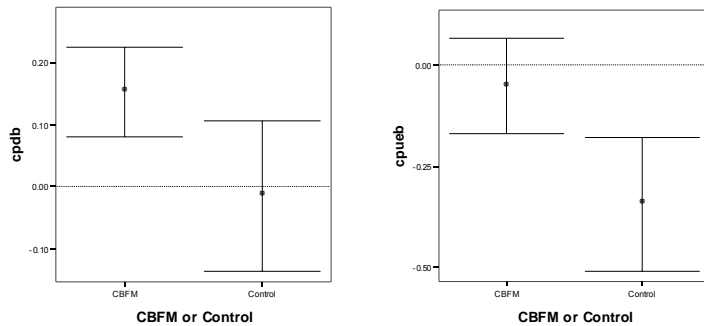 0.20
0.10
0.00
-0.10
cpdb
CBFM
Control
CBFM or Control
0.00
-0.25
-0.50
cpueb
CBFM
Control
CBFM or Control